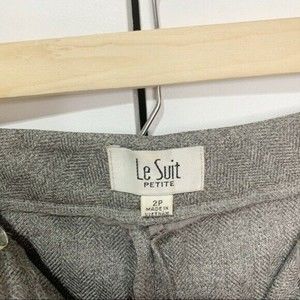 Le Suit
PETITE
2P
MADE IN
VIETNAM